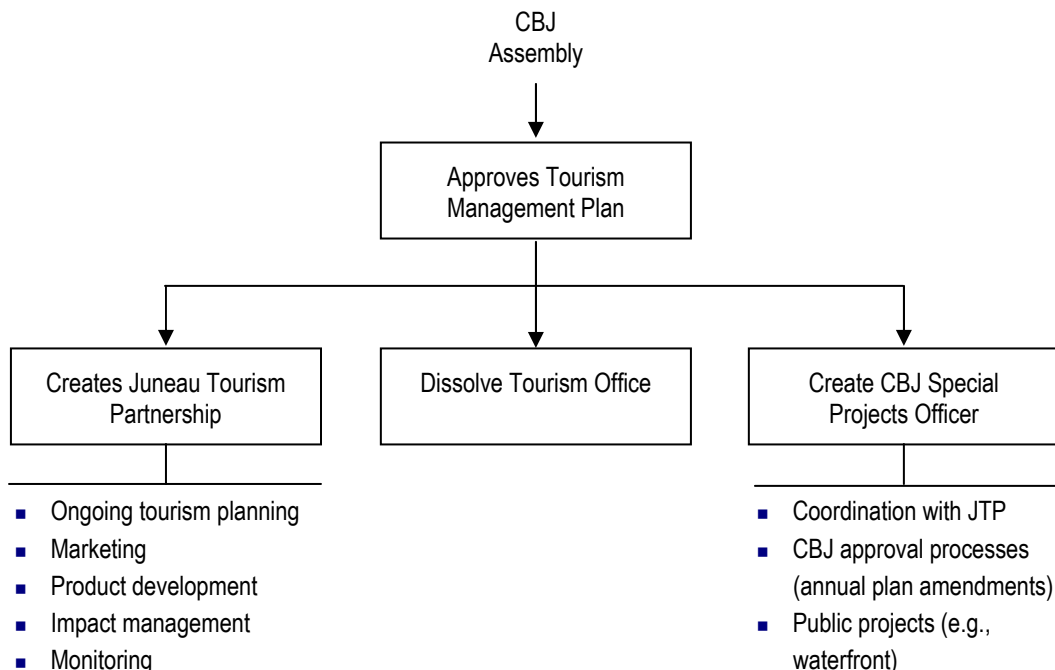 CBJ
Assembly
Approves Tourism
Management Plan
Creates Juneau Tourism
Partnership
Dissolve Tourism Office
Create CBJ Special
Projects Officer
■ Ongoing tourism planning
■ Marketing
■ Product development
■ Impact management
■ Monitoring
■ Coordination with JTP
■ CBJ approval processes
(annual plan amendments)
■ Public projects (e.g.,
waterfront)